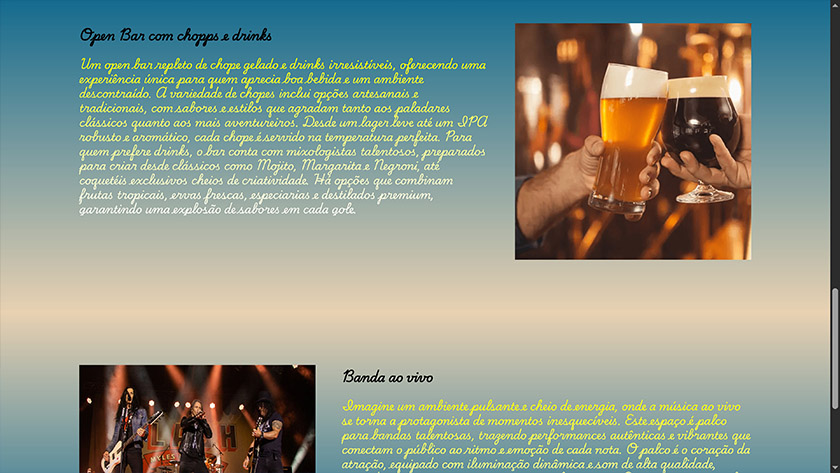 Open Bar com chopps e drinks
Um open bar repleto de chope gelado e drinks irresistíveis, oferecendo uma
experiência única para quem aprecia boa bebida e um ambiente
descontraído. A variedade de chopes inclui opções artesanais e
tradicionais, com sabores e estilos que agradam tanto aos paladares
clássicos quanto aos mais aventureiros. Desde um lager leve até um IPA
robusto e aromático, cada chope é servido na temperatura perfeita. Para
quem prefere drinks, o bar conta com mixologistas talentosos, preparados
para criar desde clássicos como Mojito, Margarita e Negroni, até
coquetéis exclusivos cheios de criatividade. Há opções que combinam
frutas tropicais, ervas frescas, especiarias e destilados premium,
garantindo uma explosão de sabores em cada gole.
Banda ao vivo
Imagine um ambiente pulsante e cheio de energia, onde a música ao vivo
se torna a protagonista de momentos inesquecíveis. Este espaço é palco
para bandas talentosas, trazendo performances autênticas e vibrantes que
conectam o público ao ritmo e emoção de cada nota. O palco é o coração da
atração, equipado com iluminação dinâmica e som de alta qualidade,